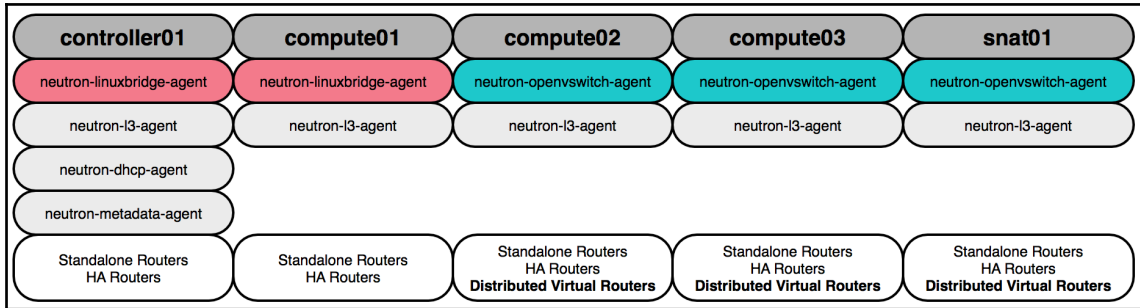 controller01
compute01
compute02
compute03
snat01
neutron-linuxbridge-agent
neutron-linuxbridge-agent
neutron-openvswitch-agent
neutron-openvswitch-agent
neutron-openvswitch-agent
neutron-l3-agent
neutron-l3-agent
neutron-l3-agent
neutron-l3-agent
neutron-l3-agent
neutron-dhcp-agent
neutron-metadata-agent
Standalone Routers
HA Routers
Standalone Routers
HA Routers
Standalone Routers
HA Routers
Distributed Virtual Routers
Standalone Routers
HA Routers
Distributed Virtual Routers
Standalone Routers
HA Routers
Distributed Virtual Routers